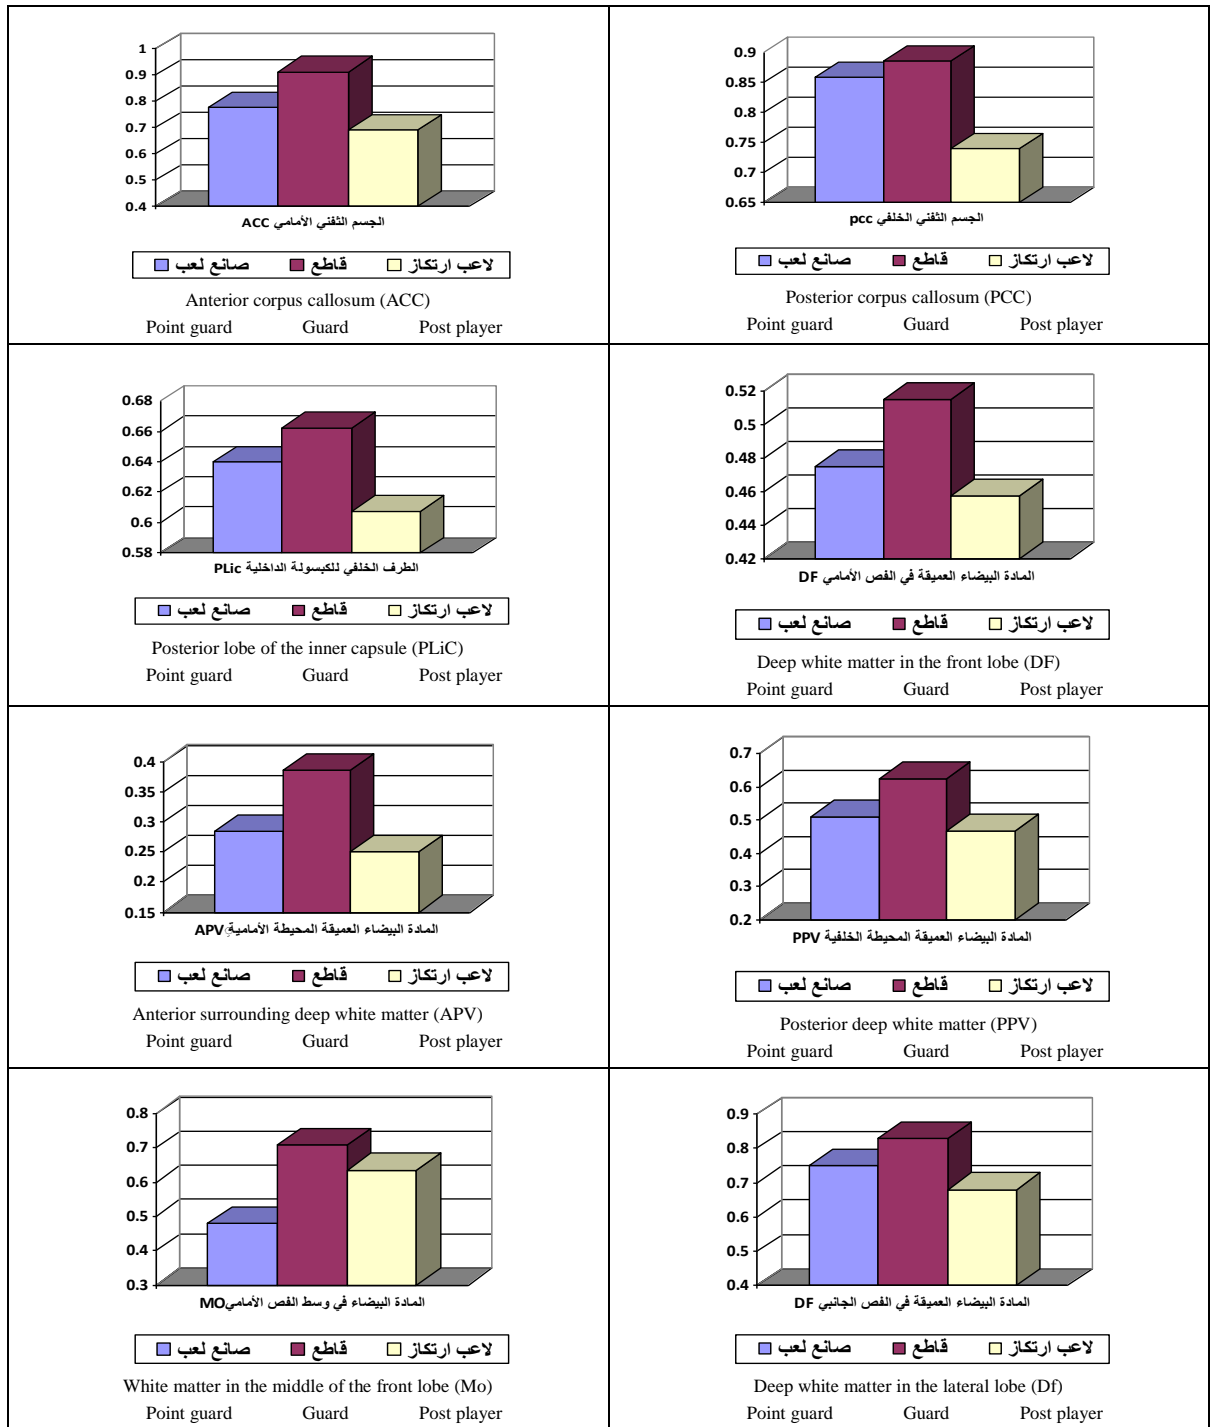 1
0.9
0.8
0.7
0.6
0.5
0.4
الجسم الثفني الأمامي ACC
صانع لعب قاطع لاعب ارتكاز
Anterior corpus callosum (ACC)
Point guard Guard Post player
0.9
0.85
0.8
0.75
0.7
0.65
الجسم الثفني الخلفي pcc
صانع لعب قاطع لاعب ارتكاز
Posterior corpus callosum (PCC)
Point guard Guard Post player
0.68
0.66
0.64
0.62
0.6
0.58
الطرف الخلفي للكبسولة الداخلية PLic
صانع لعب قاطع لاعب ارتكاز
Posterior lobe of the inner capsule (PLiC)
Point guard Guard Post player
0.52
0.5
0.48
0.46
0.44
0.42
المادة البيضاء العميقة في الفص الأمامي DF
صانع لعب قاطع لاعب ارتكاز
Deep white matter in the front lobe (DF)
Point guard Guard Post player
0.4
0.35
0.3
0.25
0.2
0.15
المادة البيضاء العميقة المحيطة الأمامية APV
صانع لعب قاطع لاعب ارتكاز
Anterior surrounding deep white matter (APV)
Point guard Guard Post player
0.7
0.6
0.5
0.4
0.3
0.2
المادة البيضاء العميقة المحيطة الخلفية PPV
صانع لعب قاطع لاعب ارتكاز
Posterior deep white matter (PPV)
Point guard Guard Post player
0.8
0.7
0.6
0.5
0.4
0.3
المادة البيضاء في وسط الفص الأمامي MO
صانع لعب قاطع لاعب ارتكاز
White matter in the middle of the front lobe (Mo)
Point guard Guard Post player
0.9
0.8
0.7
0.6
0.5
0.4
المادة البيضاء العميقة في الفص الجانبي DF
صانع لعب قاطع لاعب ارتكاز
Deep white matter in the lateral lobe (Df)
Point guard Guard Post player